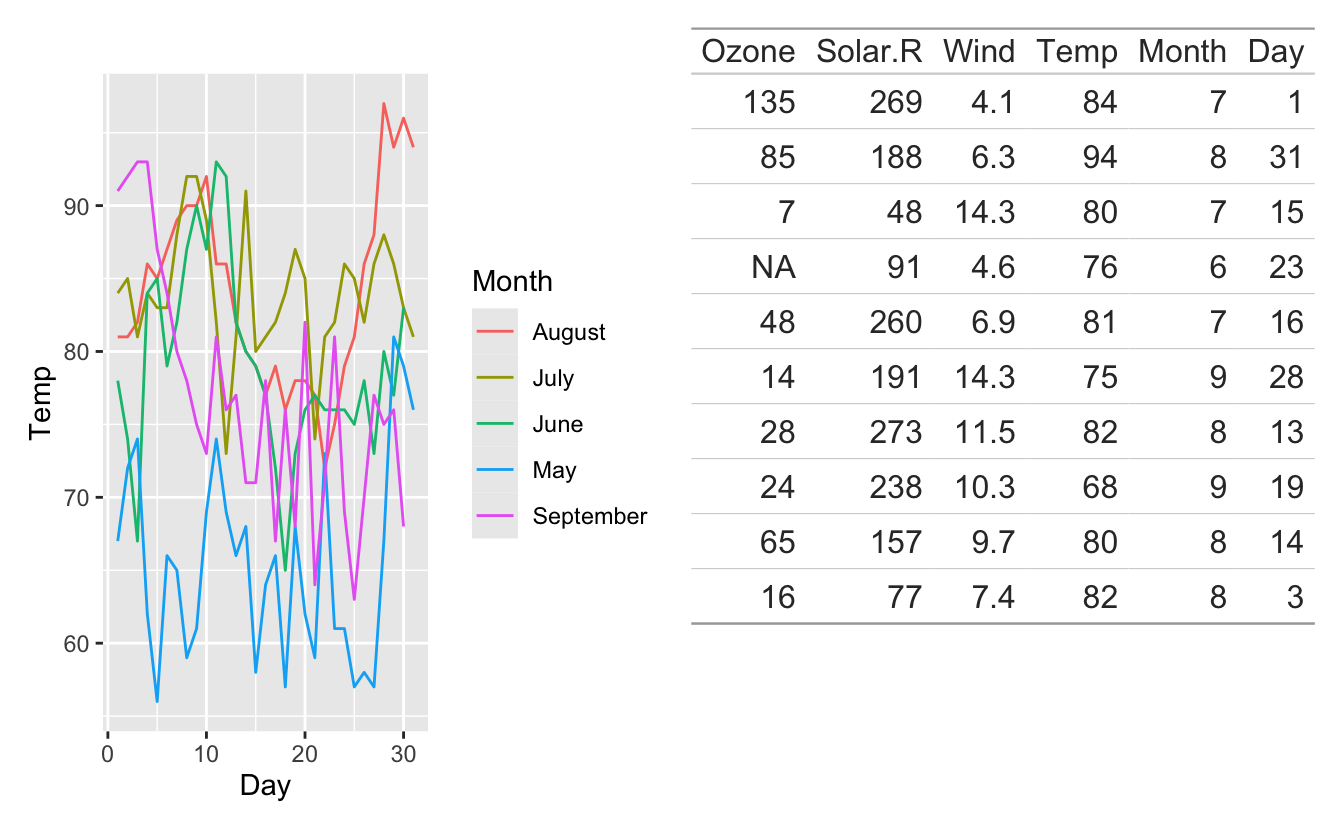 Temp
90
80
70
60
0 10 20 30
Day
Month
August
July
June
May
September
Ozone Solar.R Wind Temp Month Day
135 269 4.1 84 7 1
85 188 6.3 94 8 31
7 48 14.3 80 7 15
NA 91 4.6 76 6 23
48 260 6.9 81 7 16
14 191 14.3 75 9 28
28 273 11.5 82 8 13
24 238 10.3 68 9 19
65 157 9.7 80 8 14
16 77 7.4 82 8 3